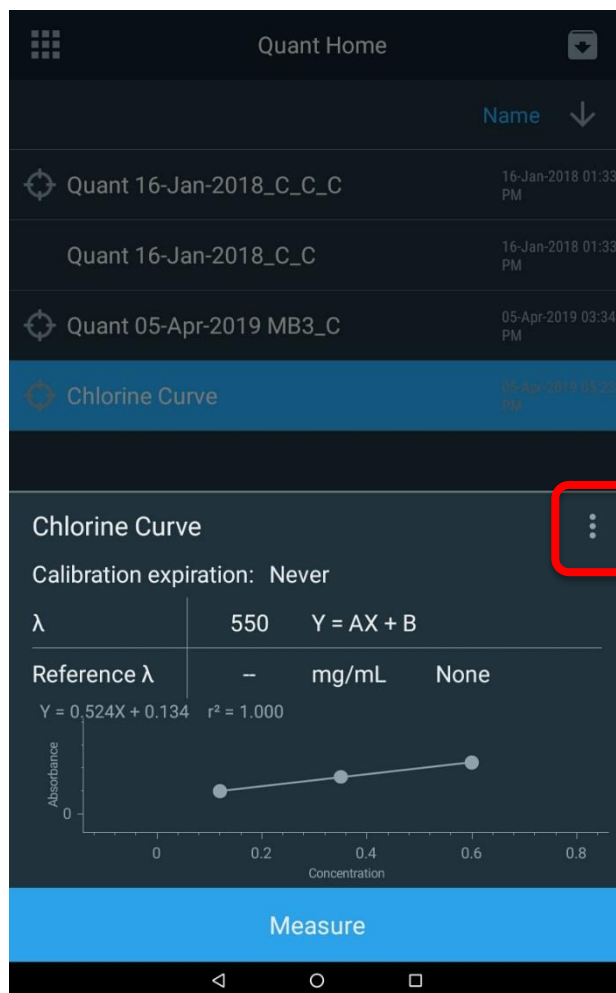 Quant Home
Name
Quant 16-Jan-2018_C_C_C 16-Jan-2018 01:33 PM
Quant 16-Jan-2018_C_C 16-Jan-2018 01:33 PM
Quant 05-Apr-2019 MB3_C 05-Apr-2019 03:34 PM
Chlorine Curve 05-Apr-2019 05:23 PM
Chlorine Curve
Calibration expiration: Never
λ 550 Y = AX + B
Reference λ -- mg/mL None
Y = 0.524X + 0.134 r² = 1.000
Absorbance
0
0 0.2 0.4 0.6 0.8
Concentration
Measure